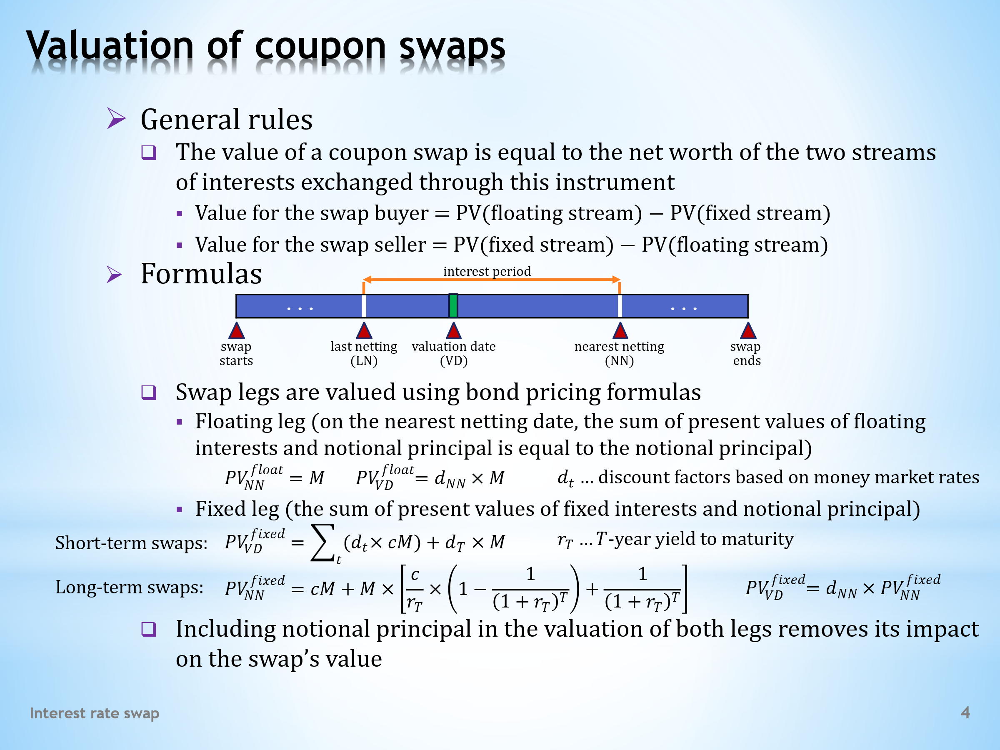 Valuation of coupon swaps
General rules
The value of a coupon swap is equal to the net worth of the two streams
of interests exchanged through this instrument
Value for the swap buyer = PV(floating stream) − PV(fixed stream)
Value for the swap seller = PV(fixed stream) − PV(floating stream)
Formulas
interest period
. . . . . .
swap starts
last netting (LN)
valuation date (VD)
nearest netting (NN)
swap ends
Swap legs are valued using bond pricing formulas
Floating leg (on the nearest netting date, the sum of present values of floating
interests and notional principal is equal to the notional principal)
$PV_{NN}^{float} = M$ $PV_{VD}^{float} = d_{NN} \times M$ $d_t$ … discount factors based on money market rates
Fixed leg (the sum of present values of fixed interests and notional principal)
Short-term swaps: $PV_{VD}^{fixed} = \sum_t (d_t \times cM) + d_T \times M$ $r_T$ … $T$-year yield to maturity
Long-term swaps: $PV_{NN}^{fixed} = cM + M \times \left[\frac{c}{r_T} \times \left(1 - \frac{1}{(1 + r_T)^T}\right) + \frac{1}{(1 + r_T)^T}\right]$ $PV_{VD}^{fixed} = d_{NN} \times PV_{NN}^{fixed}$
Including notional principal in the valuation of both legs removes its impact
on the swap’s value
Interest rate swap 4